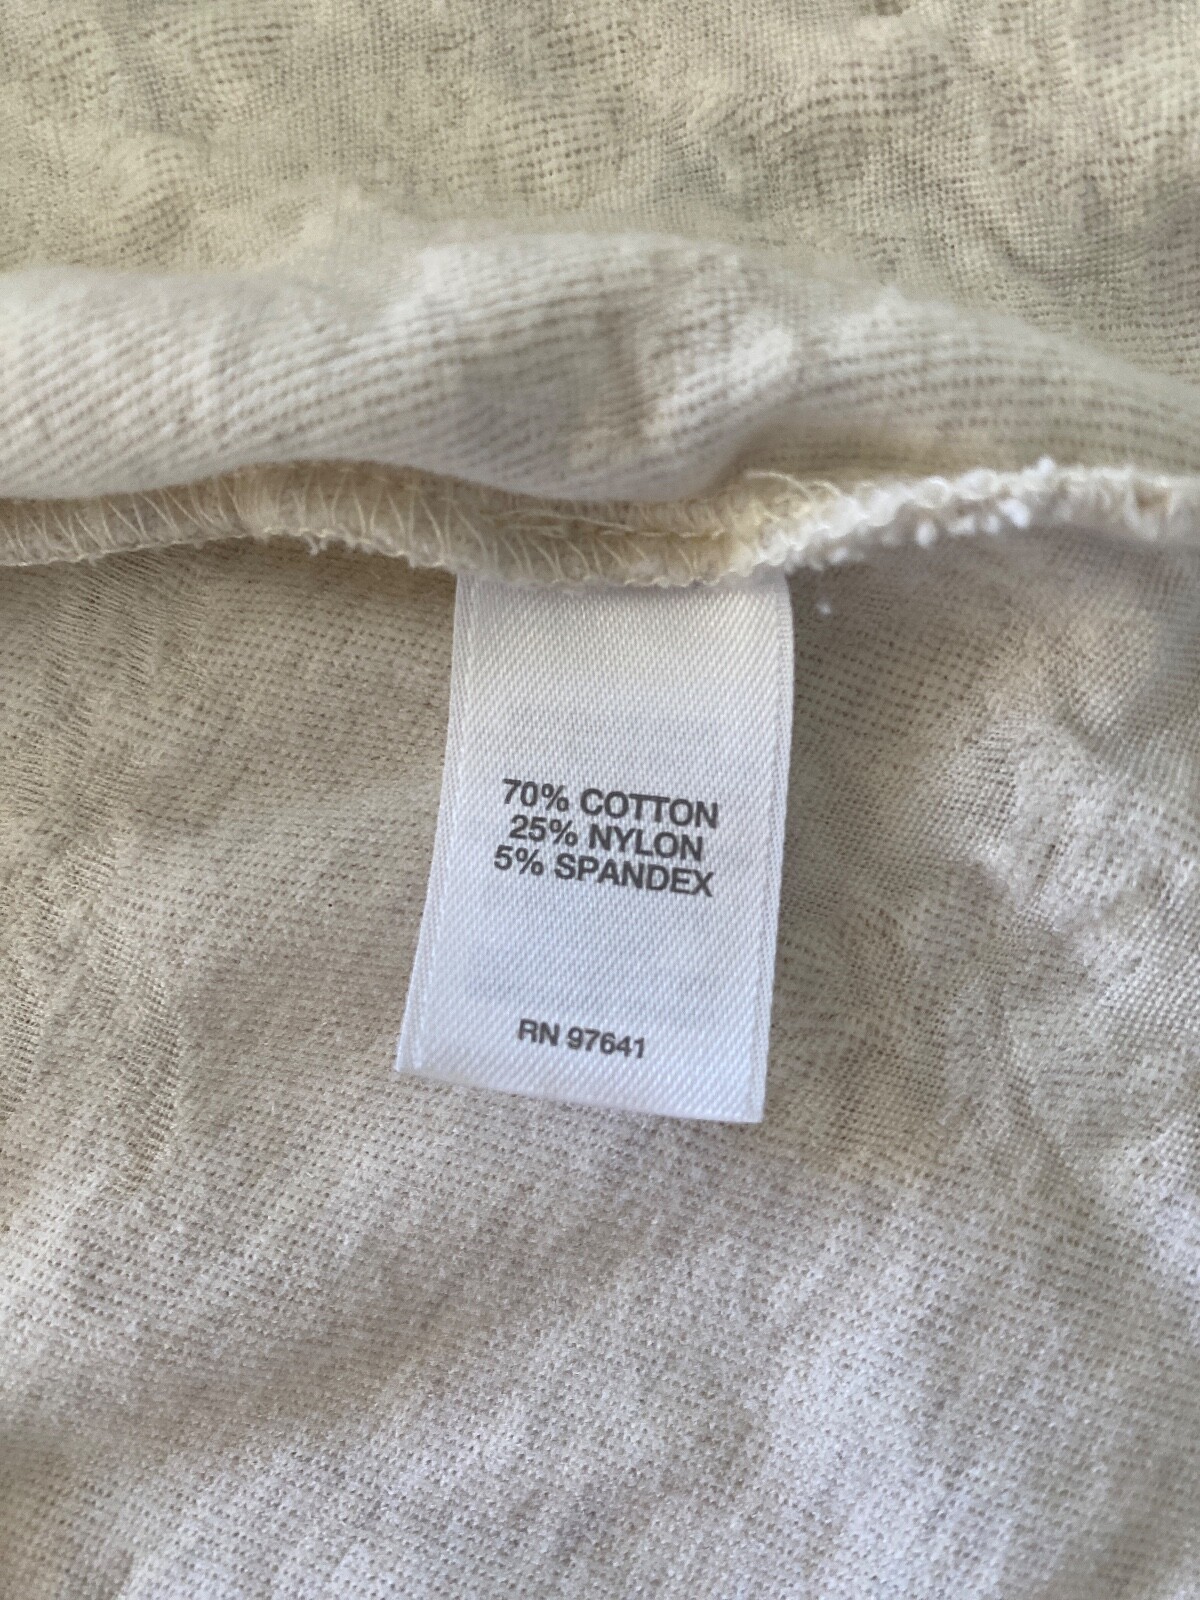 70% COTTON
25% NYLON
5% SPANDEX
RN 97641